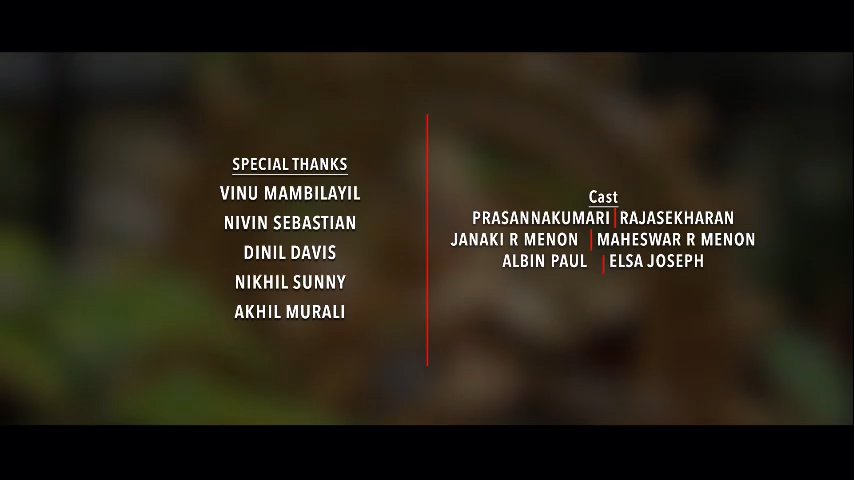 SPECIAL THANKS
VINU MAMBILAYIL
NIVIN SEBASTIAN
DINIL DAVIS
NIKHIL SUNNY
AKHIL MURALI
Cast
PRASANNAKUMARI | RAJASEKHARAN
JANAKI R MENON | MAHESWAR R MENON
ALBIN PAUL | ELSA JOSEPH